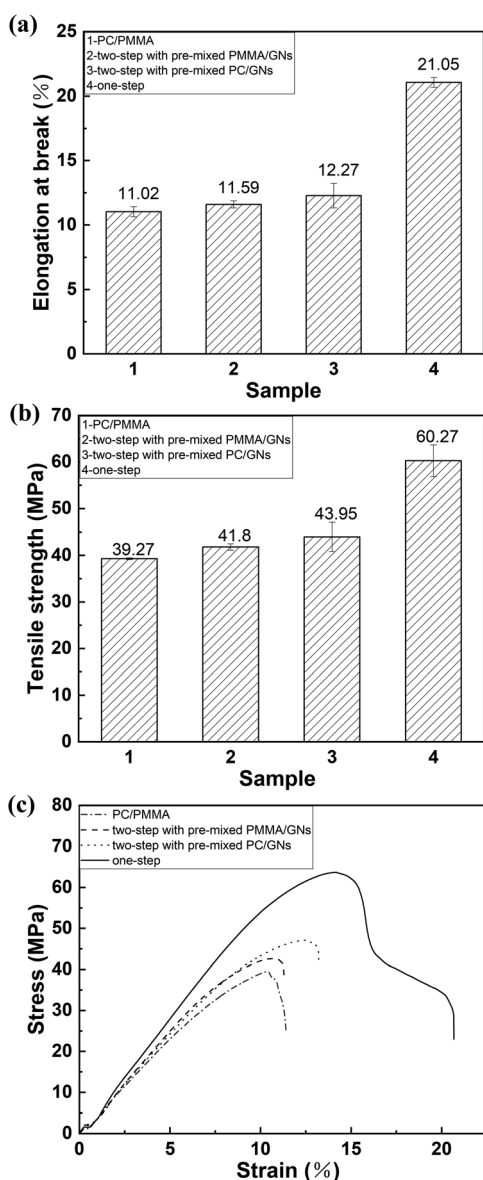 (a)
1-PC/PMMA
2-two-step with pre-mixed PMMA/GNs
3-two-step with pre-mixed PC/GNs
4-one-step
Elongation at break (%)
25
20
15
10
5
0
11.02
11.59
12.27
21.05
1 2 3 4
Sample
(b)
1-PC/PMMA
2-two-step with pre-mixed PMMA/GNs
3-two-step with pre-mixed PC/GNs
4-one-step
Tensile strength (MPa)
70
60
50
40
30
20
10
0
39.27
41.8
43.95
60.27
1 2 3 4
Sample
(c)
PC/PMMA
two-step with pre-mixed PMMA/GNs
two-step with pre-mixed PC/GNs
one-step
Stress (MPa)
80
70
60
50
40
30
20
10
0
0 5 10 15 20
Strain (%)